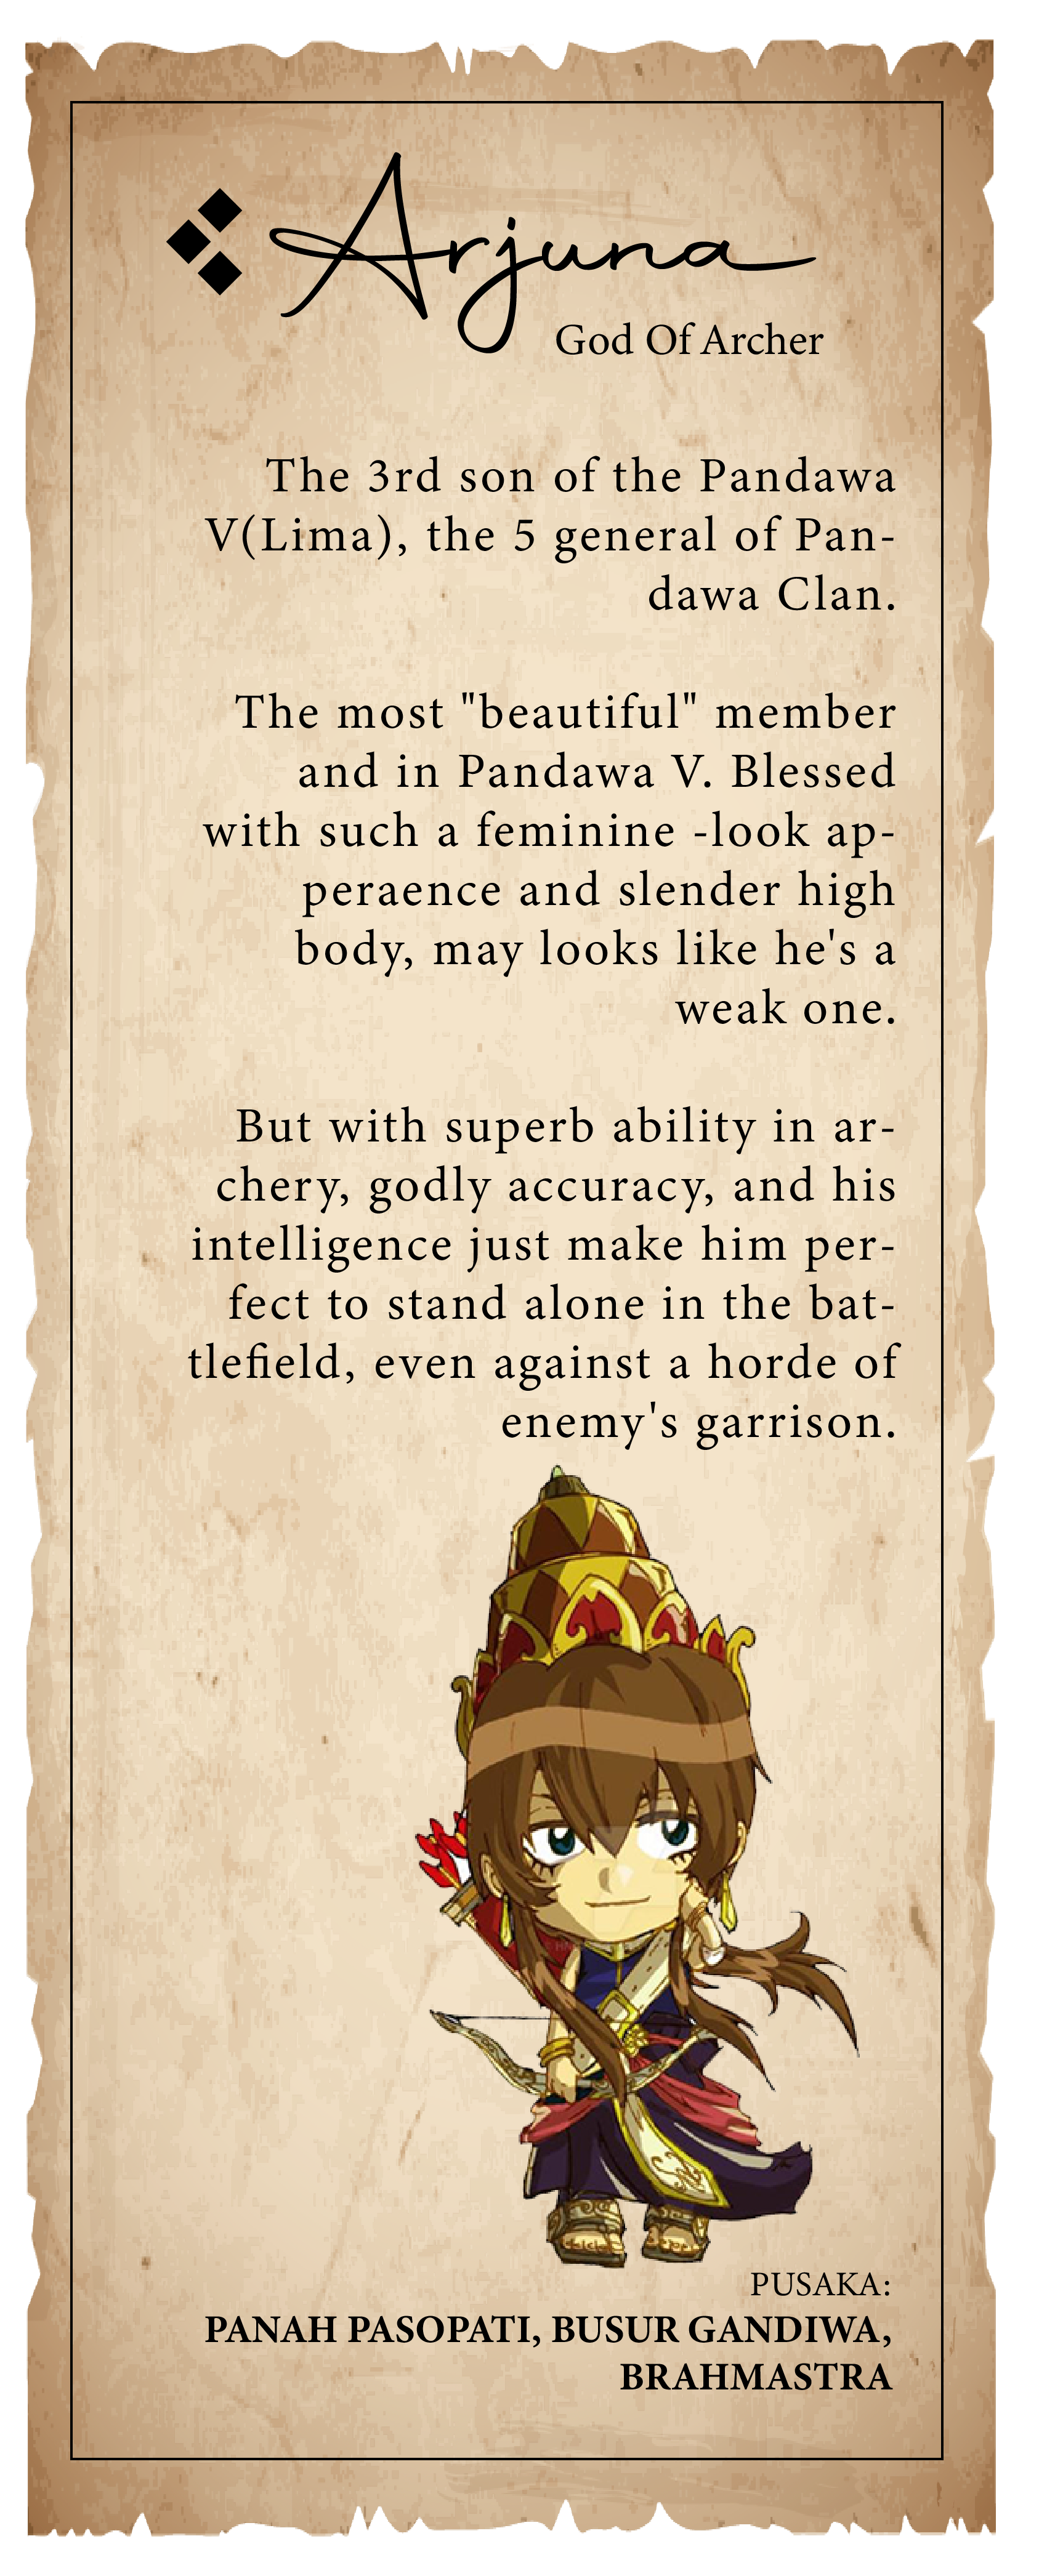 Arjuna
God Of Archer
The 3rd son of the Pandawa
V(Lima), the 5 general of Pan-
dawa Clan.
The most "beautiful" member
and in Pandawa V. Blessed
with such a feminine -look ap-
peraence and slender high
body, may looks like he's a
weak one.
But with superb ability in ar-
chery, godly accuracy, and his
intelligence just make him per-
fect to stand alone in the bat-
tlefield, even against a horde of
enemy's garrison.
PUSAKA:
PANAH PASOPATI, BUSUR GANDIWA,
BRAHMASTRA